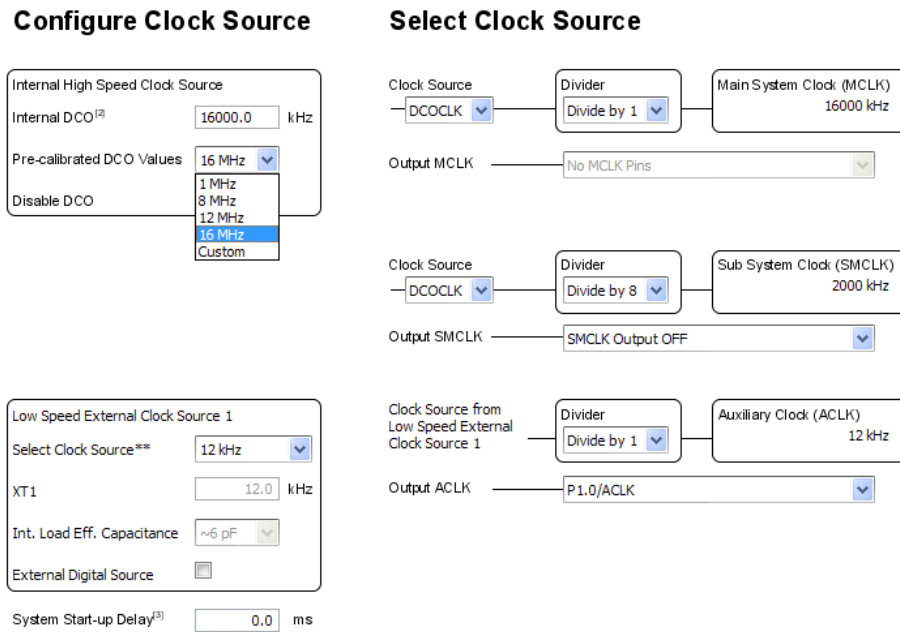 Configure Clock Source
Select Clock Source
Internal High Speed Clock Source
Internal DCO[2] 16000.0 kHz
Pre-calibrated DCO Values 16 MHz
1 MHz
8 MHz
12 MHz
16 MHz
Custom
Disable DCO
Clock Source
DCOCLK
Divider
Divide by 1
Main System Clock (MCLK)
16000 kHz
Output MCLK
No MCLK Pins
Clock Source
DCOCLK
Divider
Divide by 8
Sub System Clock (SMCLK)
2000 kHz
Output SMCLK
SMCLK Output OFF
Low Speed External Clock Source 1
Select Clock Source** 12 kHz
XT1 12.0 kHz
Int. Load Eff. Capacitance ~6 pF
External Digital Source
System Start-up Delay[3] 0.0 ms
Clock Source from
Low Speed External
Clock Source 1
Divider
Divide by 1
Auxiliary Clock (ACLK)
12 kHz
Output ACLK
P1.0/ACLK